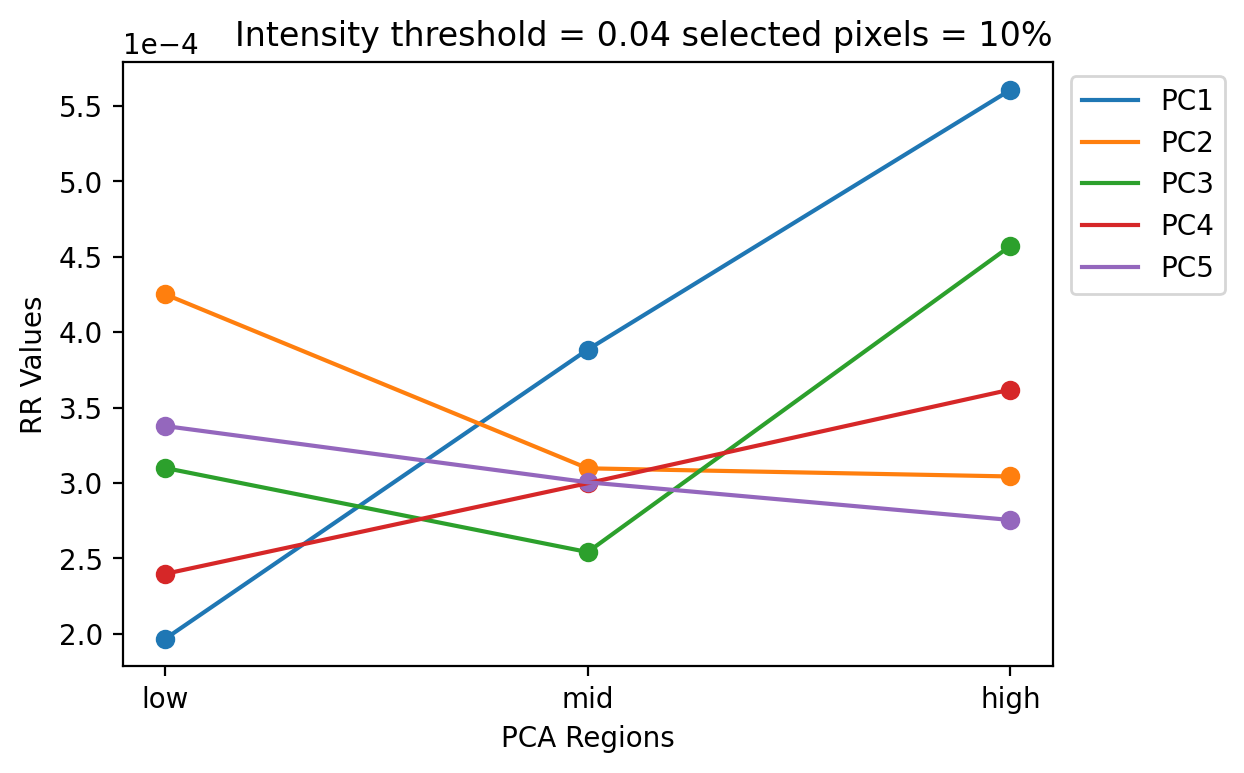 Intensity threshold = 0.04 selected pixels = 10%
1e−4
5.5
5.0
4.5
4.0
3.5
3.0
2.5
2.0
RR Values
low mid high
PCA Regions
PC1
PC2
PC3
PC4
PC5